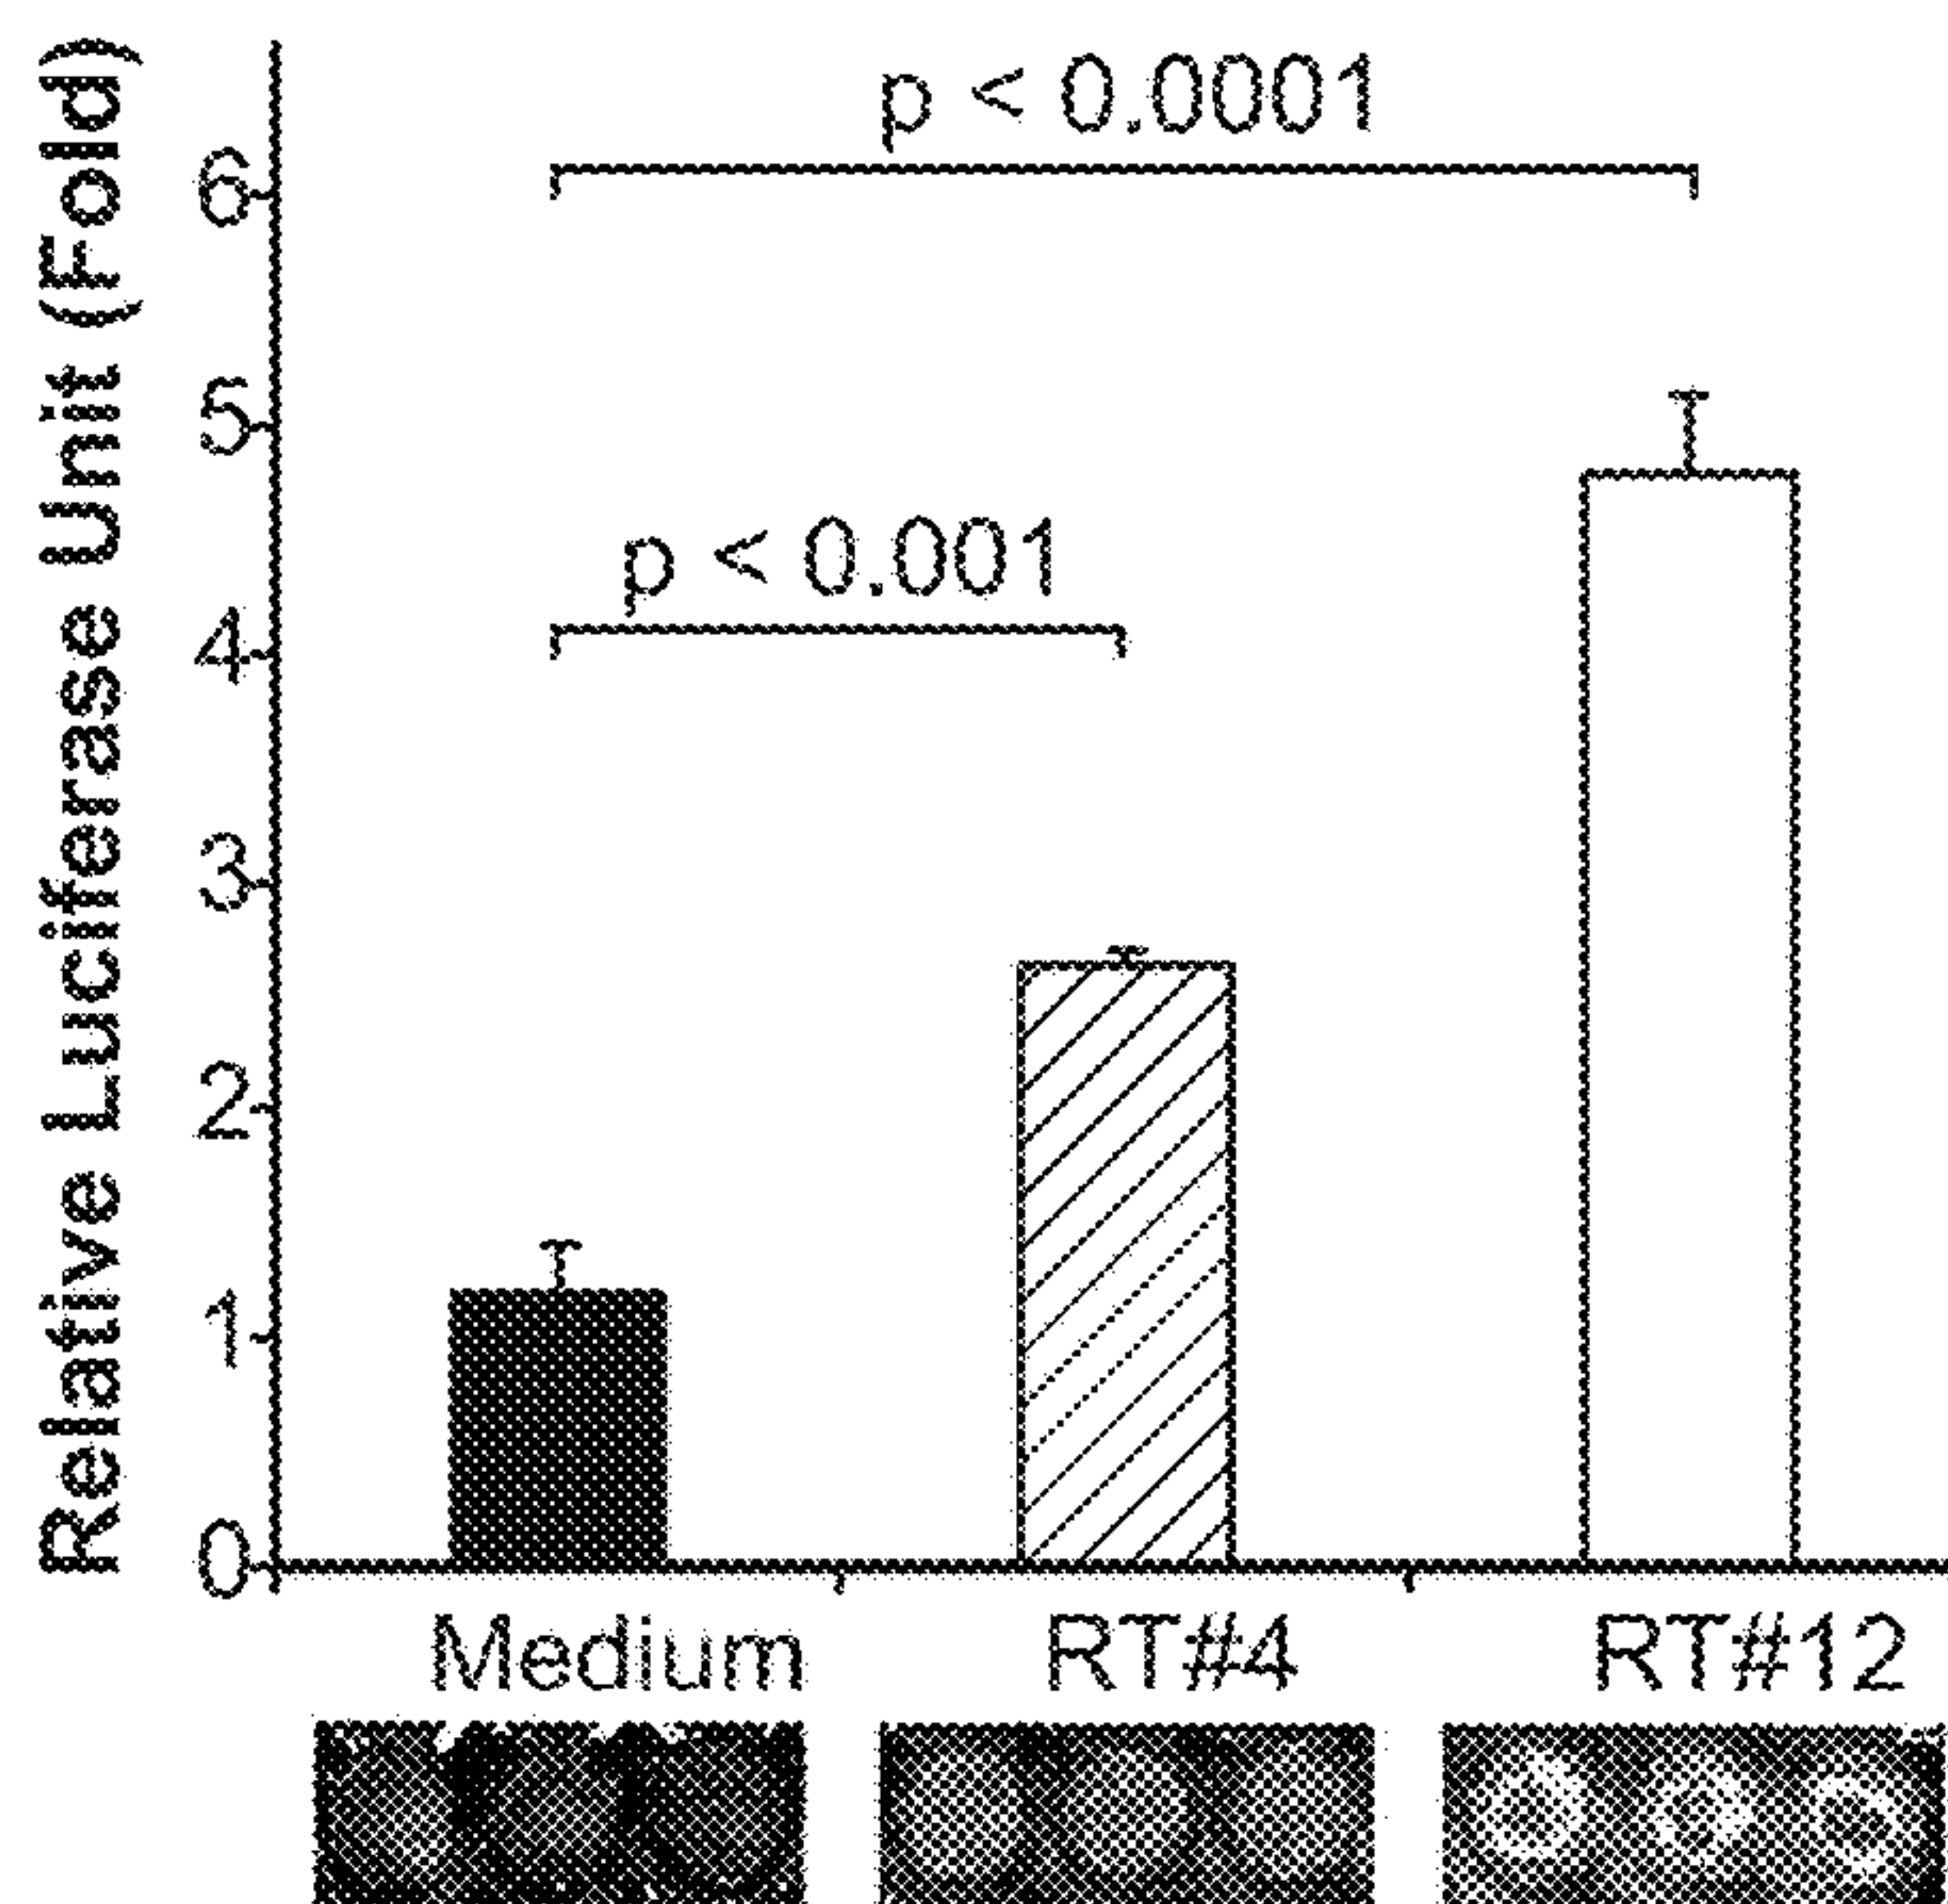 Relative Luciferase Unit (Fold)
p < 0.0001
6
5
p < 0.001
4
3
2
1
0
Medium RT#4 RT#12